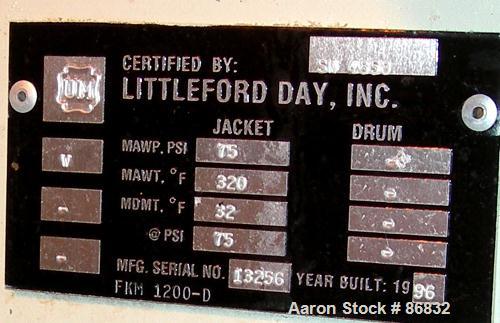 UM
CERTIFIED BY:
LITTLEFORD DAY, INC.
JACKET DRUM
W MAWP. PSI 75 -
MAWT. °F 320 -
- MDMT. °F 32 -
- @ PSI 75 -
MFG. SERIAL NO. 13256 YEAR BUILT: 1996
FKM 1200-D
Aaron Stock # 86832